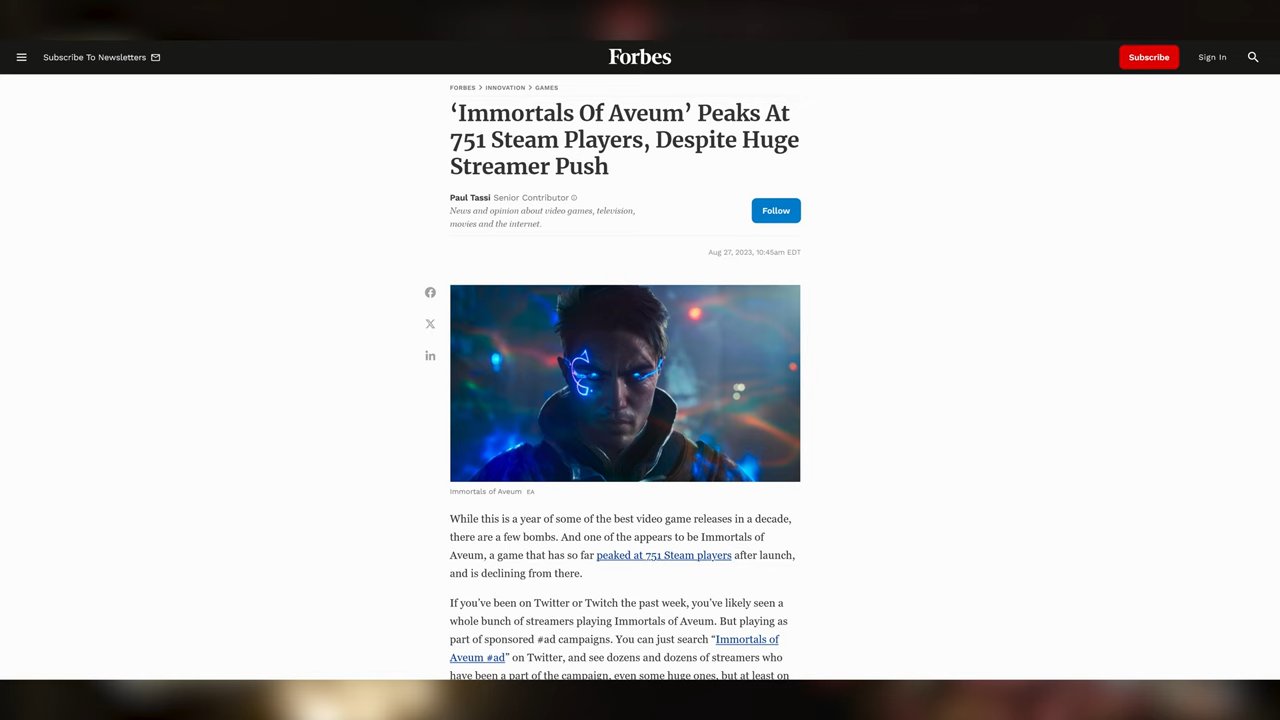 Subscribe To Newsletters
Forbes
Subscribe
Sign In
FORBES > INNOVATION > GAMES
‘Immortals Of Aveum’ Peaks At
751 Steam Players, Despite Huge
Streamer Push
Paul Tassi Senior Contributor
News and opinion about video games, television,
movies and the internet.
Follow
Aug 27, 2023, 10:45am EDT
Immortals of Aveum EA
While this is a year of some of the best video game releases in a decade,
there are a few bombs. And one of the appears to be Immortals of
Aveum, a game that has so far peaked at 751 Steam players after launch,
and is declining from there.
If you’ve been on Twitter or Twitch the past week, you’ve likely seen a
whole bunch of streamers playing Immortals of Aveum. But playing as
part of sponsored #ad campaigns. You can just search “Immortals of
Aveum #ad” on Twitter, and see dozens and dozens of streamers who
have been a part of the campaign, even some huge ones, but at least on